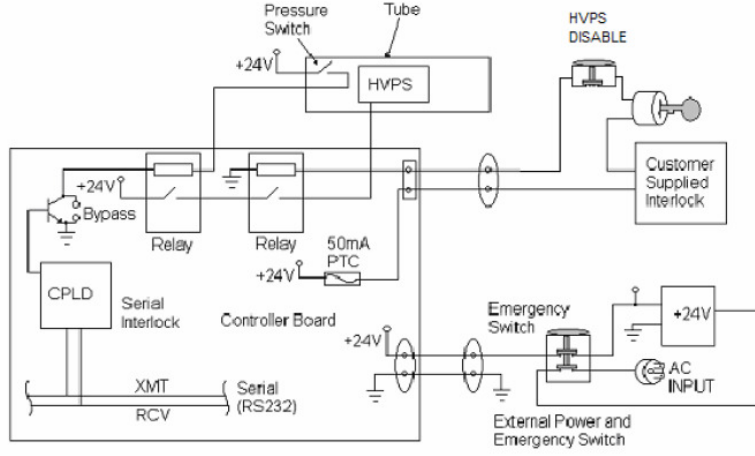 Pressure
Switch
Tube
HVPS
DISABLE
+24V
HVPS
+24V
Bypass
Relay
Relay
Customer
Supplied
Interlock
50mA
PTC
+24V
CPLD
Serial
Interlock
Controller Board
+24V
Emergency
Switch
+24V
AC
INPUT
XMT
RCV
Serial
(RS232)
External Power and
Emergency Switch